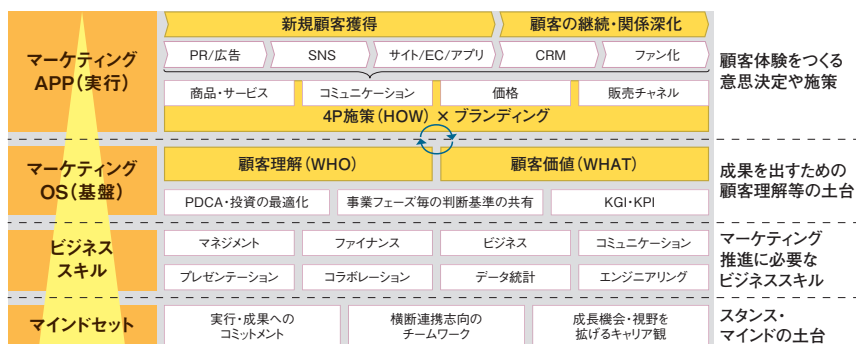 新規顧客獲得
顧客の継続・関係深化
マーケティング
APP(実行)
PR/広告
SNS
サイト/EC/アプリ
CRM
ファン化
商品・サービス
コミュニケーション
価格
販売チャネル
4P施策(HOW) × ブランディング
顧客体験をつくる
意思決定や施策
マーケティング
OS(基盤)
顧客理解(WHO)
顧客価値(WHAT)
PDCA・投資の最適化
事業フェーズ毎の判断基準の共有
KGI・KPI
成果を出すための
顧客理解等の土台
ビジネス
スキル
マネジメント
ファイナンス
ビジネス
コミュニケーション
プレゼンテーション
コラボレーション
データ統計
エンジニアリング
マーケティング
推進に必要な
ビジネススキル
マインドセット
実行・成果への
コミットメント
横断連携志向の
チームワーク
成長機会・視野を
拡げるキャリア観
スタンス・
マインドの土台